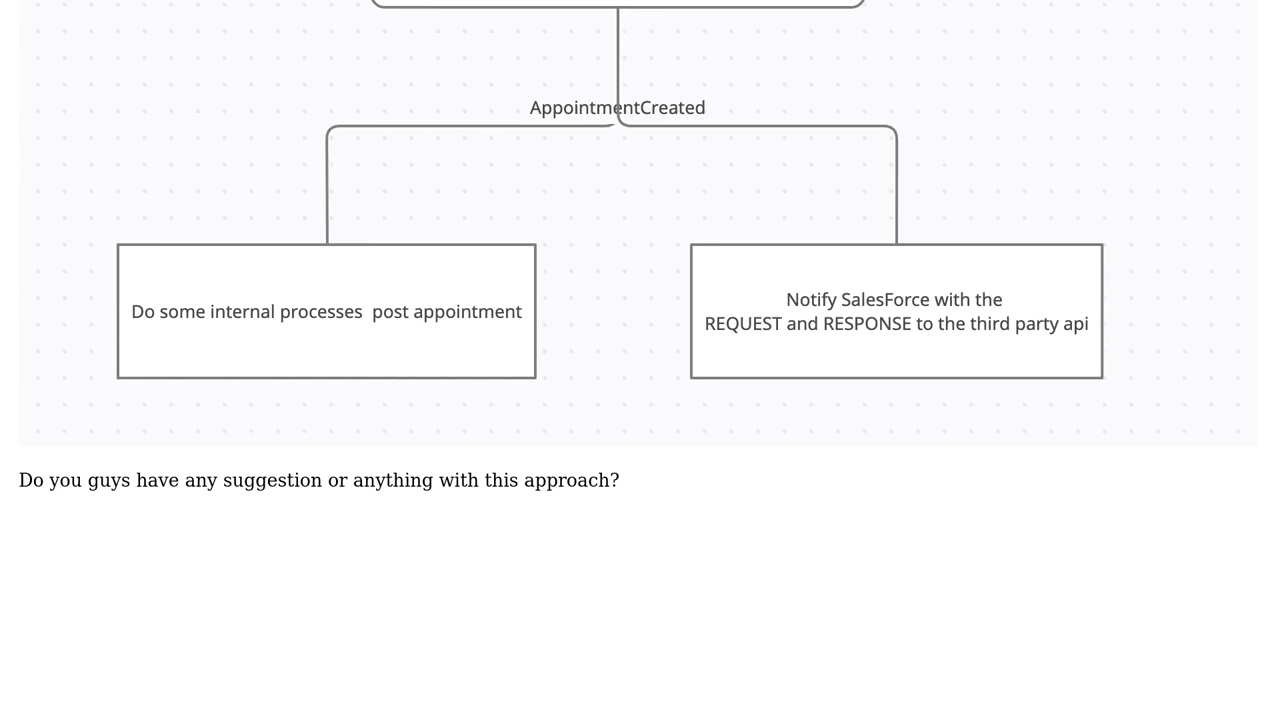 AppointmentCreated
Do some internal processes  post appointment
Notify SalesForce with the
REQUEST and RESPONSE to the third party api
Do you guys have any suggestion or anything with this approach?